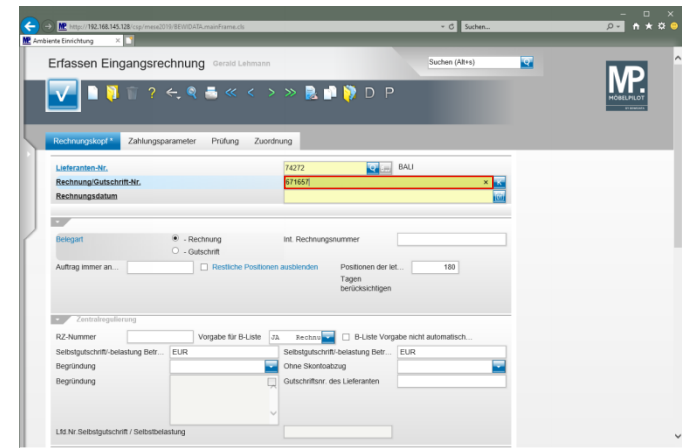 http://192.168.145.128/csp/mese2019/BEWIDATA.mainFrame.cls
Suchen...
Ambiente Einrichtung
Erfassen Eingangsrechnung Gerald Lehmann
Suchen (Alt+s)
MP.
MÖBELPILOT
D P
Rechnungskopf * Zahlungsparameter Prüfung Zuordnung
Lieferanten-Nr. 74272 BALI
Rechnung/Gutschrift-Nr. 671657
Rechnungsdatum
Belegart - Rechnung Int. Rechnungsnummer
- Gutschrift
Auftrag immer an... Restliche Positionen ausblenden Positionen der let... 180
Tagen
berücksichtigen
Zentralregulierung
RZ-Nummer Vorgabe für B-Liste JA Rechnu B-Liste Vorgabe nicht automatisch...
Selbstgutschrift/-belastung Betr... EUR Selbstgutschrift/-belastung Betr... EUR
Begründung Ohne Skontoabzug
Begründung Gutschriftsnr. des Lieferanten
Lfd.Nr.Selbstgutschrift / Selbstbelastung